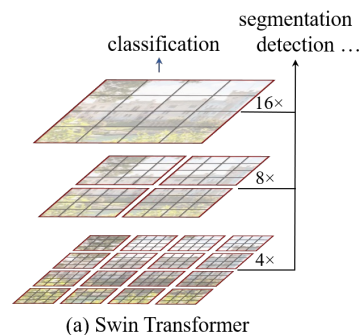 segmentation
classification
detection ...
16×
8×
4×
(a) Swin Transformer